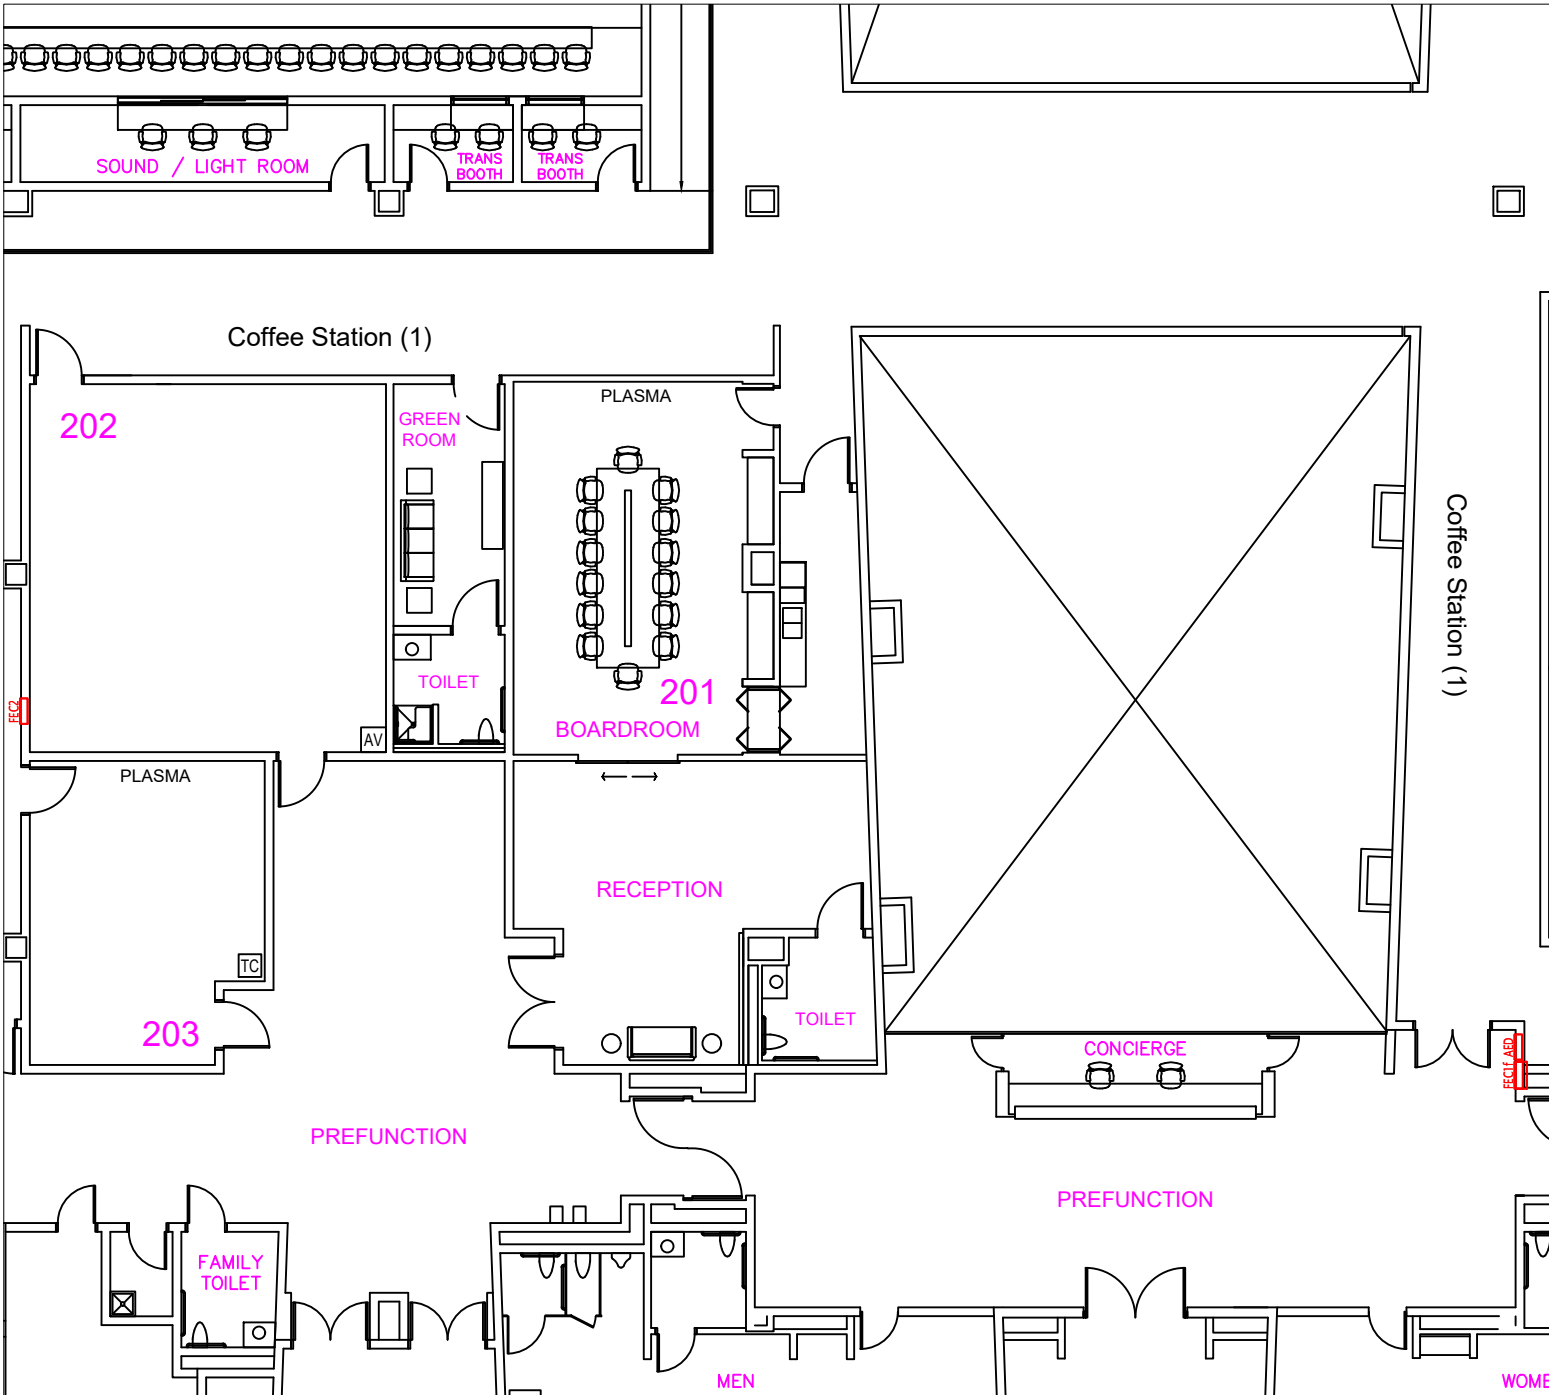 SOUND / LIGHT ROOM
TRANS
BOOTH
TRANS
BOOTH
Coffee Station (1)
202
GREEN
ROOM
PLASMA
Coffee Station (1)
TOILET
201
BOARDROOM
FEC2
AV
PLASMA
RECEPTION
TC
203
TOILET
CONCIERGE
AED
FEC1f
PREFUNCTION
PREFUNCTION
FAMILY
TOILET
MEN
WOME